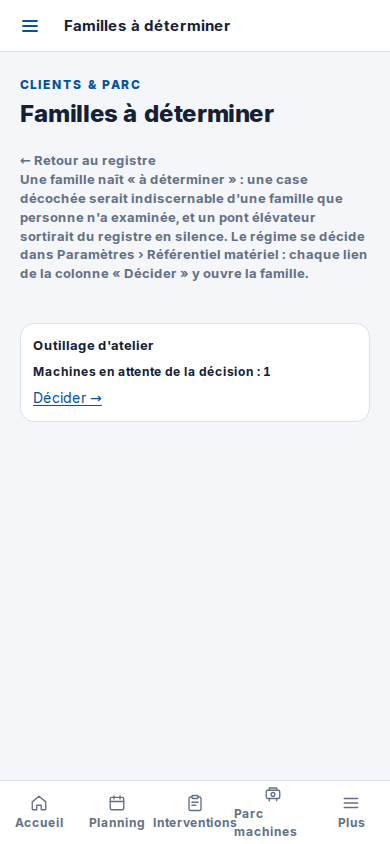 Familles à déterminer
CLIENTS & PARC
Familles à déterminer
← Retour au registre
Une famille naît « à déterminer » : une case
décochée serait indiscernable d'une famille que
personne n'a examinée, et un pont élévateur
sortirait du registre en silence. Le régime se décide
dans Paramètres › Référentiel matériel : chaque lien
de la colonne « Décider » y ouvre la famille.
Outillage d'atelier
Machines en attente de la décision : 1
Décider →
Accueil
Planning
Interventions
Parc
machines
Plus